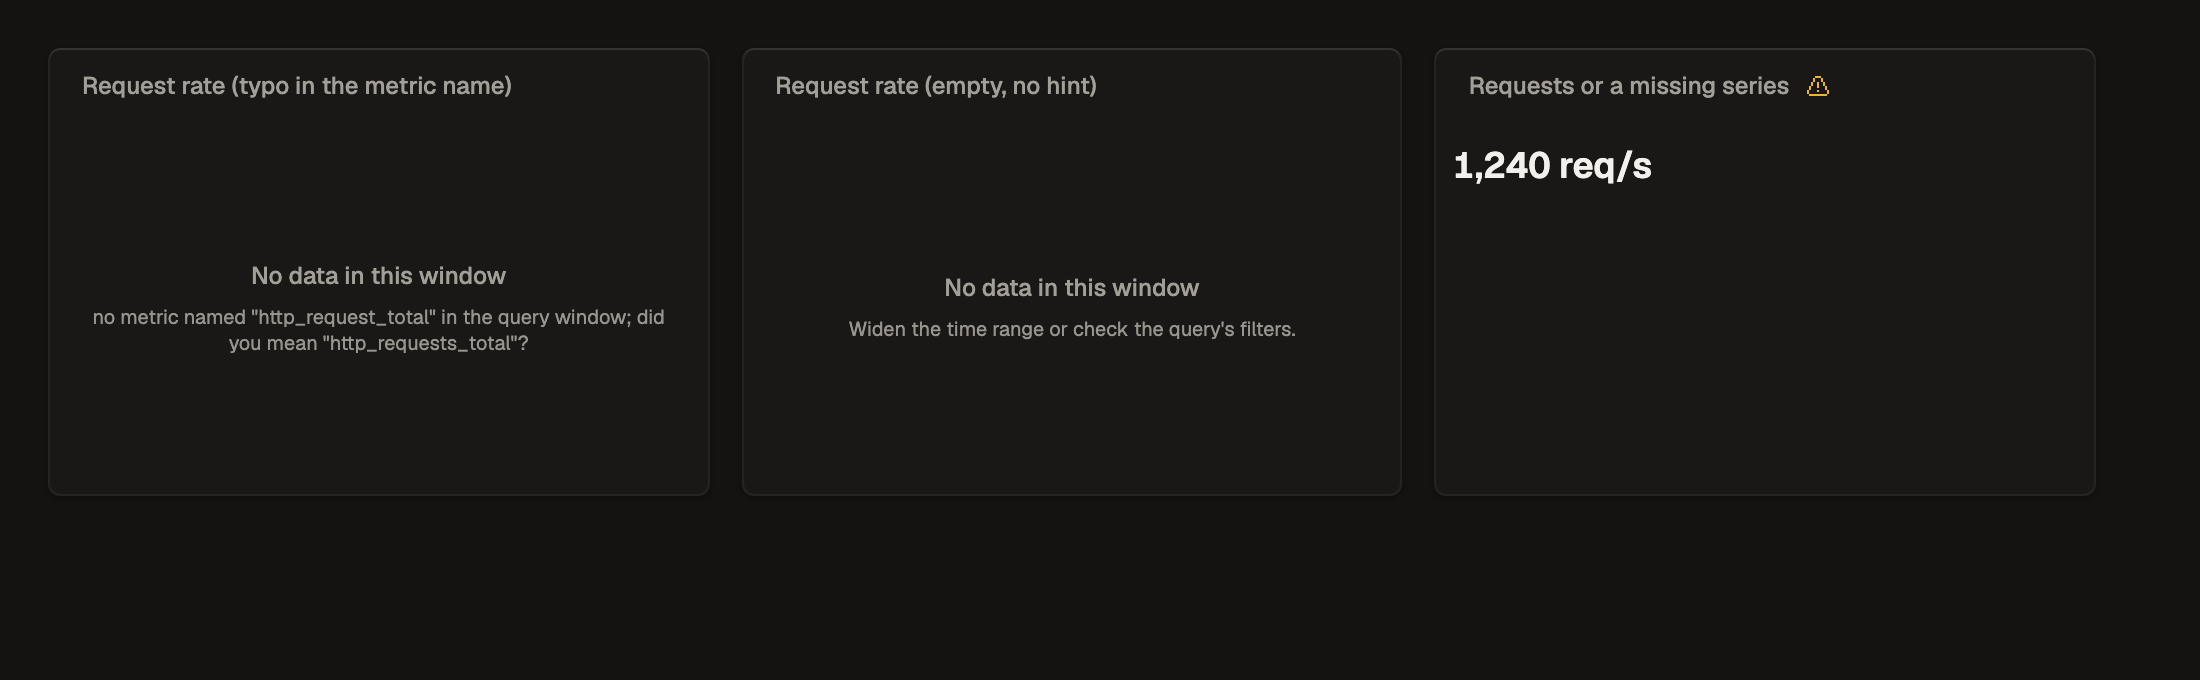 Request rate (typo in the metric name)
No data in this window
no metric named "http_request_total" in the query window; did
you mean "http_requests_total"?
Request rate (empty, no hint)
No data in this window
Widen the time range or check the query's filters.
Requests or a missing series
1,240 req/s